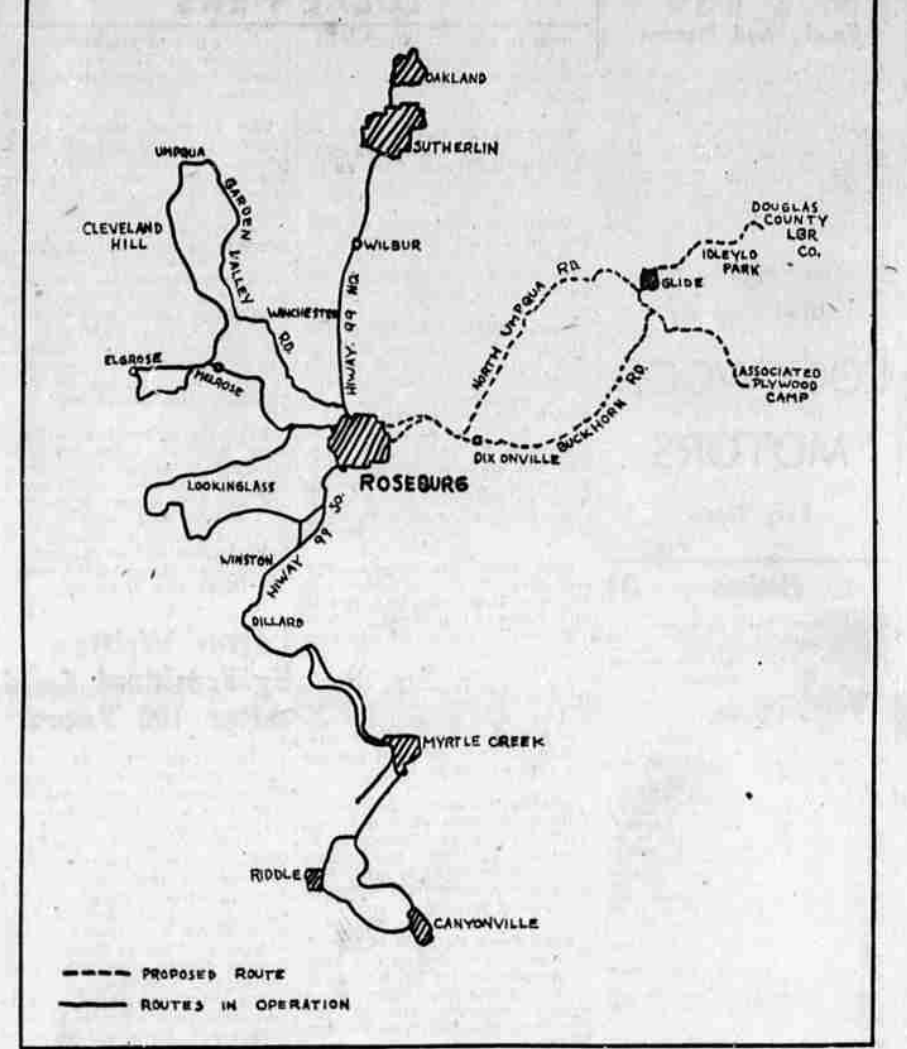 OAKLAND
SUTHERLIN
UMPQUA
GARDEN VALLEY RD.
CLEVELAND
HILL
WILBUR
DOUGLAS
COUNTY
LBR
CO.
IDLEYLD
PARK
GLIDE
NORTH UMPQUA RD.
WINCHESTER
HIWAY 99 NO.
ELGROSE
MELROSE
ASSOCIATED
PLYWOOD
CAMP
BUCKHORN RD.
DIXONVILLE
ROSEBURG
LOOKINGLASS
HIWAY 99 SO.
WINSTON
DILLARD
MOTORS
MYRTLE CREEK
RIDDLE
CANYONVILLE
PROPOSED ROUTE
ROUTES IN OPERATION